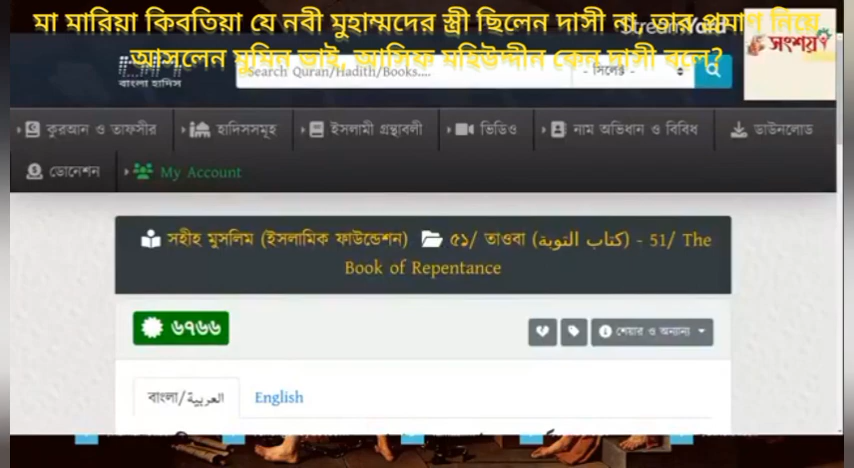 মা মারিয়া কিবতিয়া যে নবী মুহাম্মদের স্ত্রী ছিলেন দাসী না, তার প্রমাণ নিয়ে
আসলেন মুমিন ভাই, আসিফ মহিউদ্দীন কেন দাসী বলে?
StreamYard
সংশয়
বাংলা হাদিস
Search Quran/Hadith/Books....
- সিলেক্ট -
কুরআন ও তাফসীর
হাদিসসমূহ
ইসলামী গ্রন্থাবলী
ভিডিও
নাম অভিধান ও বিবিধ
ডাউনলোড
ডোনেশন
My Account
সহীহ মুসলিম (ইসলামিক ফাউন্ডেশন) ৫১/ তাওবা (كتاب التوبة) - 51/ The
Book of Repentance
৬৭৬৬
শেয়ার ও অন্যান্য
বাংলা/العربية
English